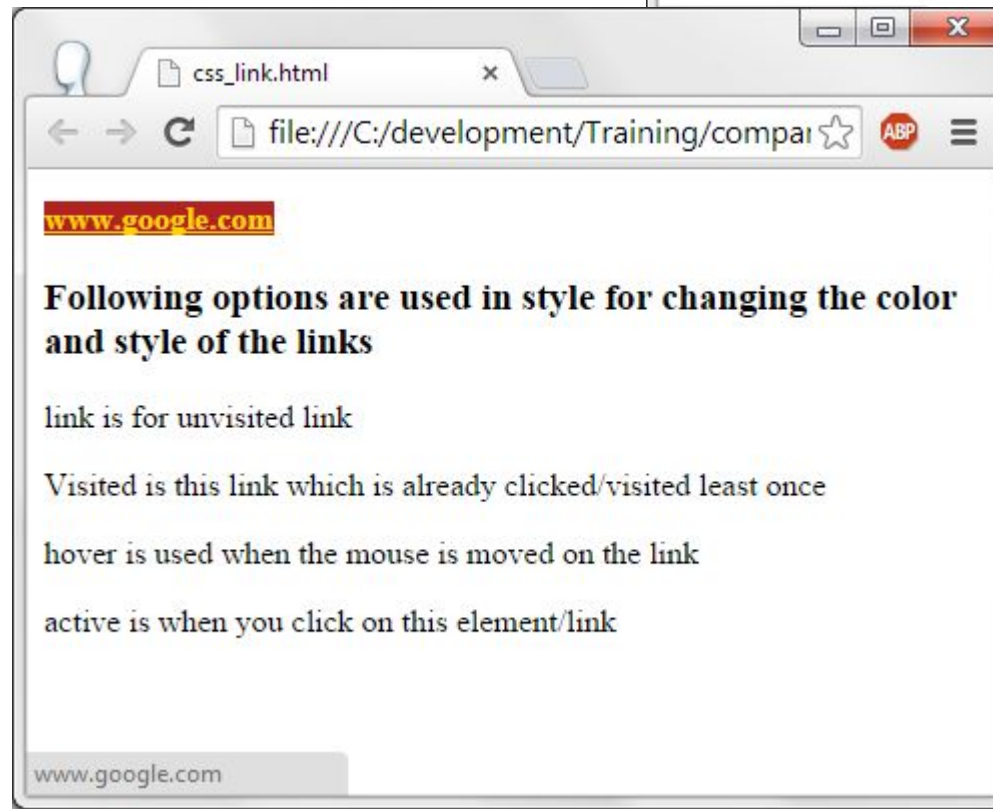 css_link.html
file:///C:/development/Training/compar
ABP
www.google.com
Following options are used in style for changing the color
and style of the links
link is for unvisited link
Visited is this link which is already clicked/visited least once
hover is used when the mouse is moved on the link
active is when you click on this element/link
www.google.com